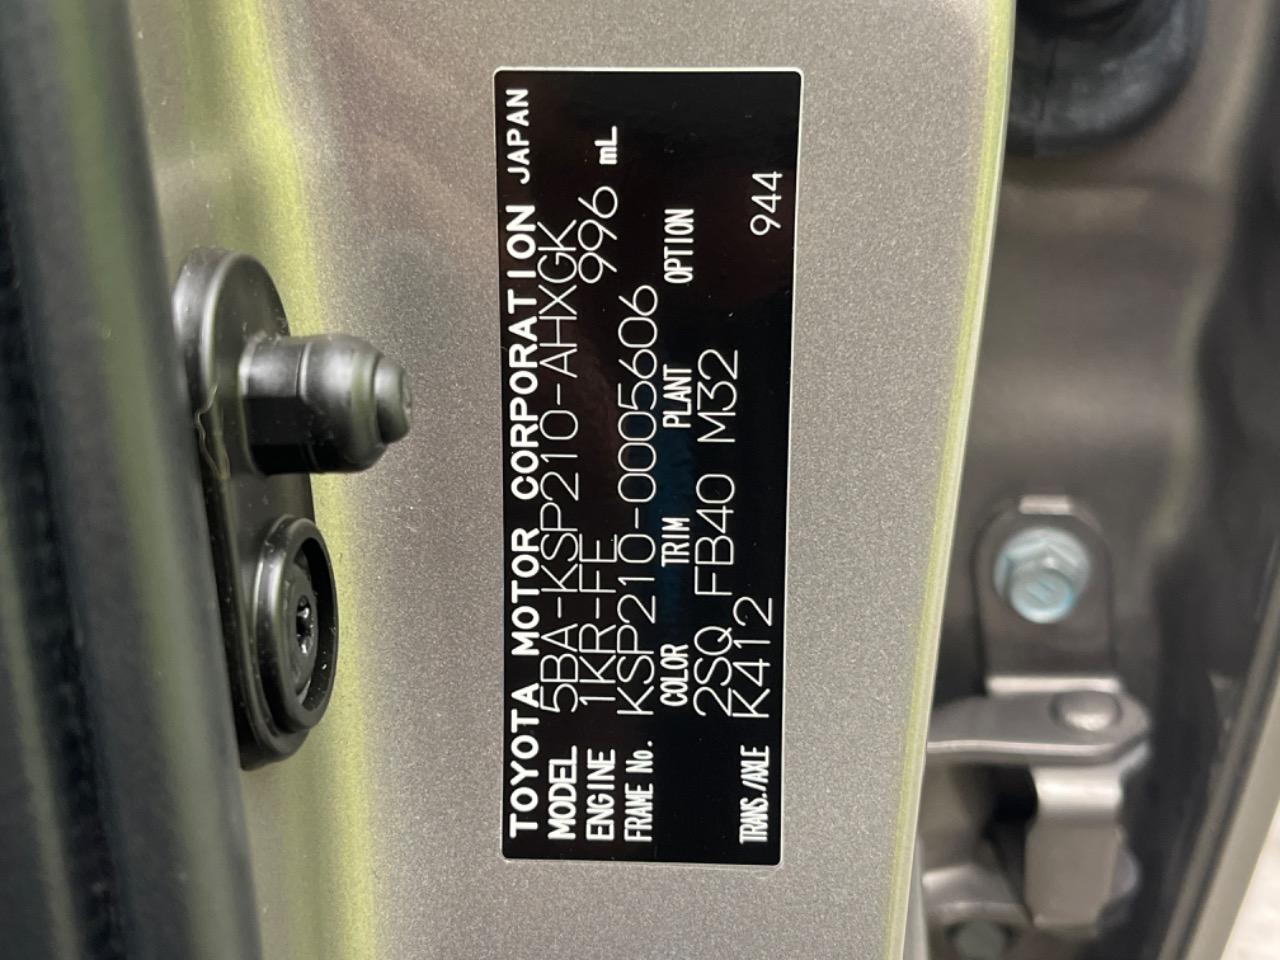 TOYOTA MOTOR CORPORATION JAPAN
MODEL 5BA-KSP210-AHXGK
ENGINE 1KR-FE 996 mL
FRAME No. KSP210-0005606
COLOR TRIM PLANT OPTION
2SQ FB40 M32
TRANS./AXLE K412 944